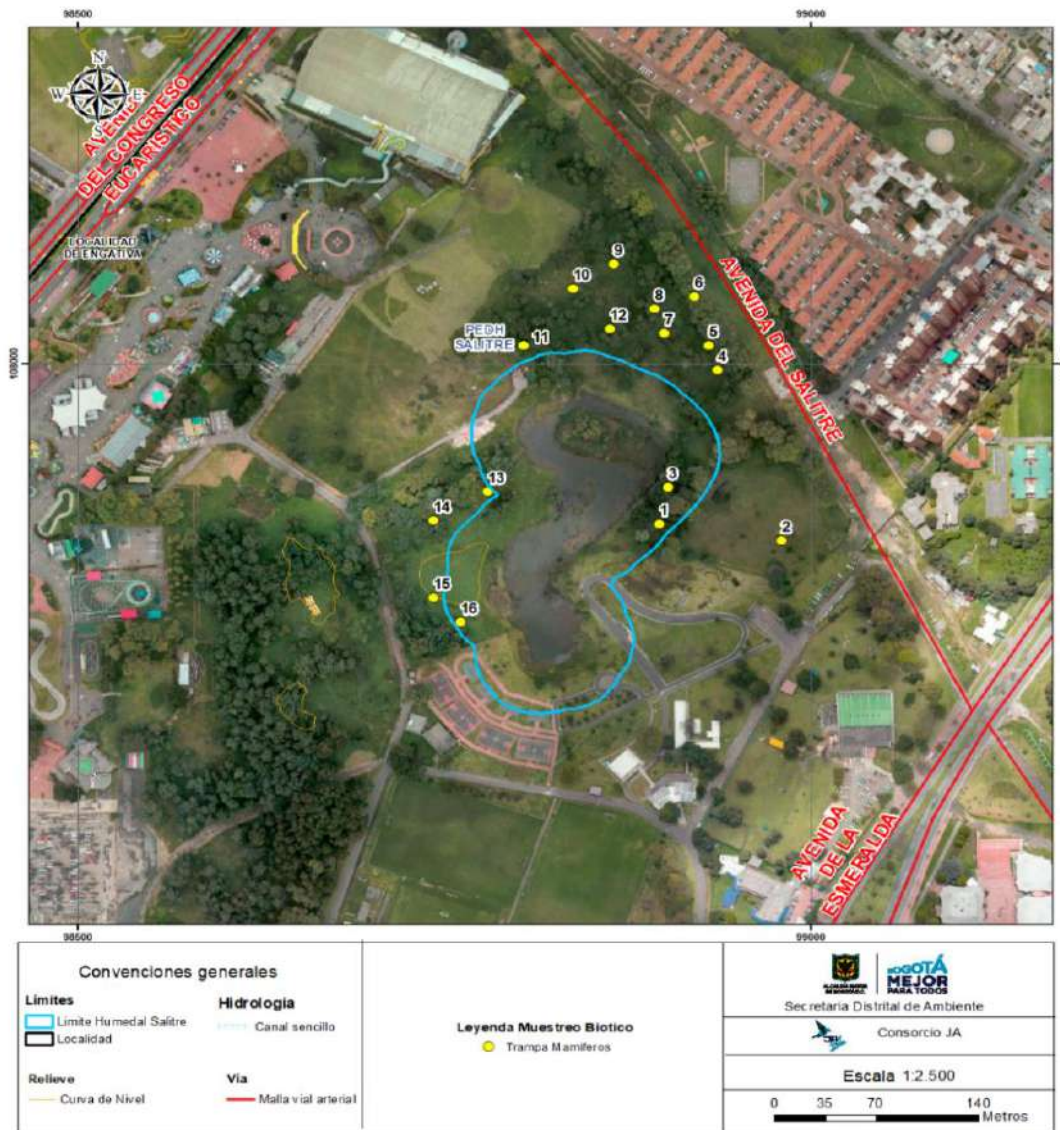 98500
99000
N
W
E
S
AVENIDA
DEL CONGRESO
EUCARISTICO
LOCALIDAD
DE ENGATIVA
108000
PEDH
SALITRE
AVENIDA DEL SALITRE
9
10
6
8
12
7
5
11
4
3
13
1
14
2
15
16
AVENIDA
DE LA
ESMERALDA
98500
99000
Convenciones generales
Límites
Limite Humedal Salitre
Localidad
Hidrologia
Canal sencillo
Relieve
Curva de Nivel
Via
Malla vial arterial
Leyenda Muestreo Biotico
Trampa Mamiferos
BOGOTÁ
MEJOR
PARA TODOS
Secretaria Distrital de Ambiente
Consorcio JA
Escala 1:2.500
0 35 70 140
Metros